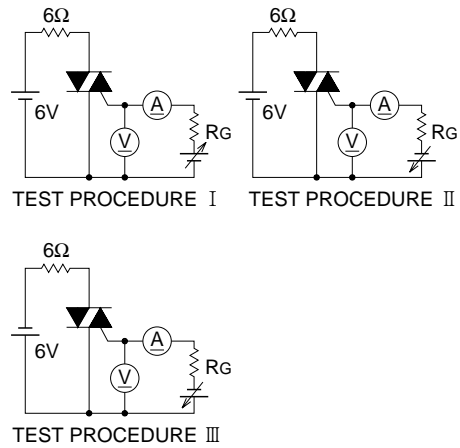 6Ω 6Ω
6V A V RG 6V A V RG
TEST PROCEDURE Ⅰ TEST PROCEDURE Ⅱ
6Ω
6V A V RG
TEST PROCEDURE Ⅲ